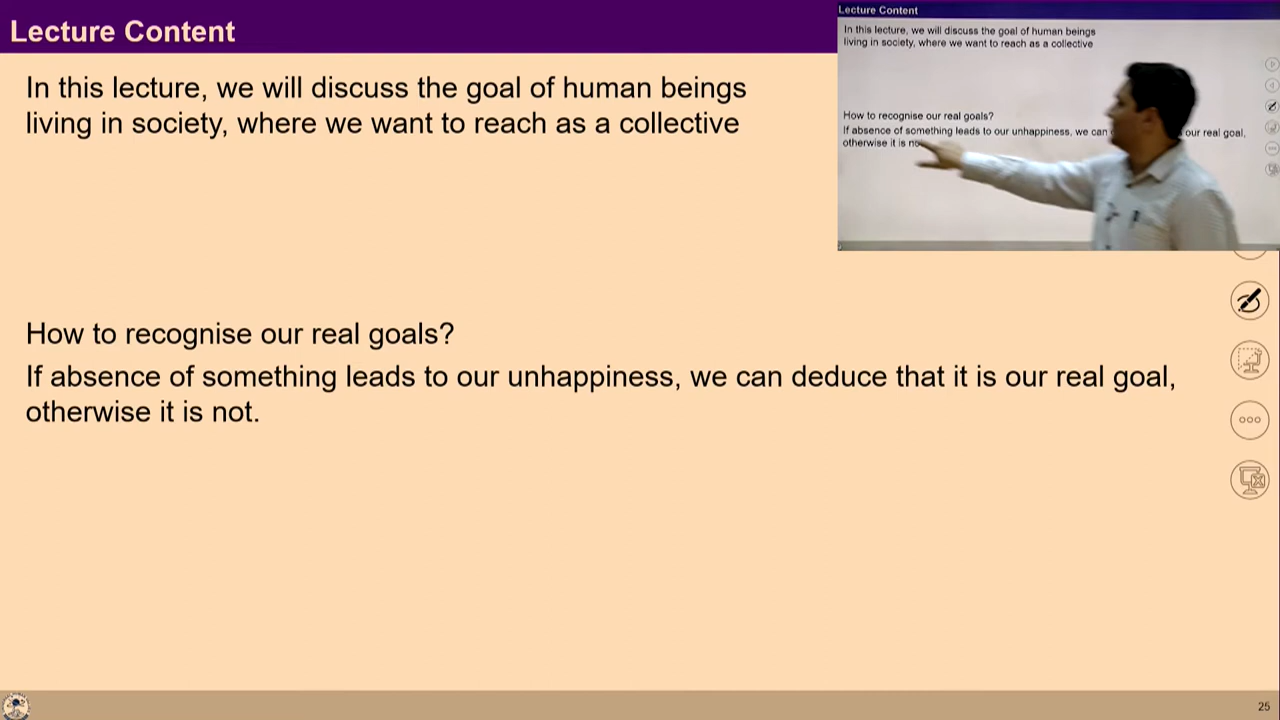 Lecture Content
In this lecture, we will discuss the goal of human beings
living in society, where we want to reach as a collective
How to recognise our real goals?
If absence of something leads to our unhappiness, we can deduce that it is our real goal,
otherwise it is not.
Lecture Content
In this lecture, we will discuss the goal of human beings
living in society, where we want to reach as a collective
How to recognise our real goals?
If absence of something leads to our unhappiness, we can our real goal,
otherwise it is
25